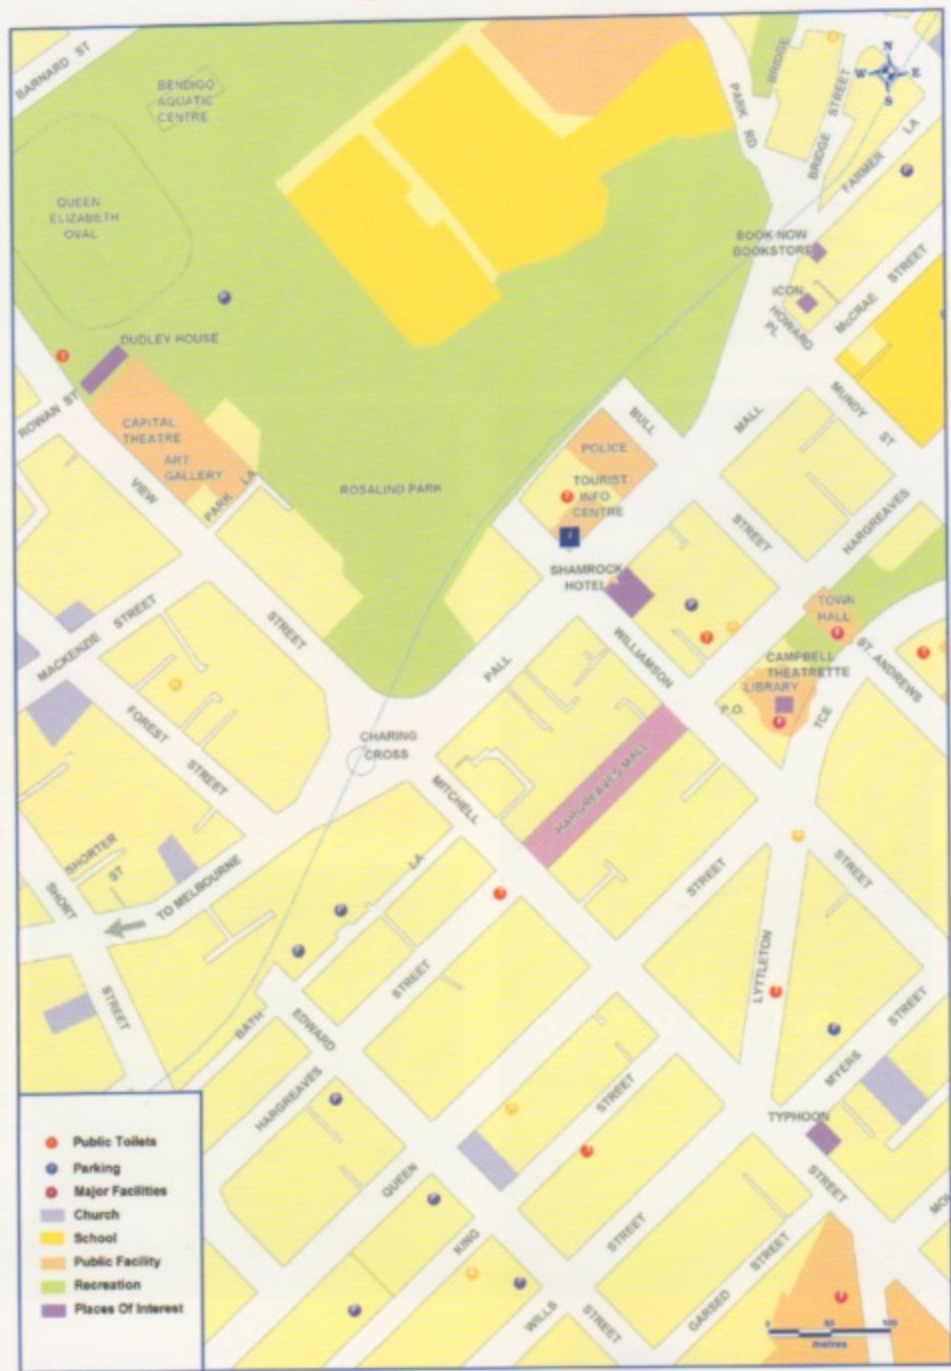 BARNARD ST
BENDIGO
AQUATIC
CENTRE
QUEEN
ELIZABETH
OVAL
PARK RD
BRIDGE
BRIDGE STREET
N
W E
S
FARMER LA
BOOK NOW
BOOKSTORE
ICON
HOWARD
PL
McCRAE STREET
MUNDY ST
DUDLEY HOUSE
ROWAN ST
CAPITAL
THEATRE
ART
GALLERY
PARK LA
VIEW
STREET
ROSALIND PARK
BULL
STREET
MALL
POLICE
TOURIST
INFO
CENTRE
SHAMROCK
HOTEL
HARGREAVES
TOWN
HALL
ST. ANDREWS
CAMPBELL
THEATRETTE
LIBRARY
P.O.
TCE
MACKENZIE STREET
FOREST
STREET
PALL
WILLIAMSON
CHARING
CROSS
HARGREAVES MALL
MITCHELL
STREET
STREET
SHORTER
ST
SHORT
STREET
TO MELBOURNE
LA
BATH
EDWARD
STREET
HARGREAVES
LYTTLETON
MYERS STREET
TYPHOON
STREET
QUEEN
STREET
KING
STREET
WILLS
STREET
GARSED STREET
MO
Public Toilets
Parking
Major Facilities
Church
School
Public Facility
Recreation
Places Of Interest
0 50 100
metres